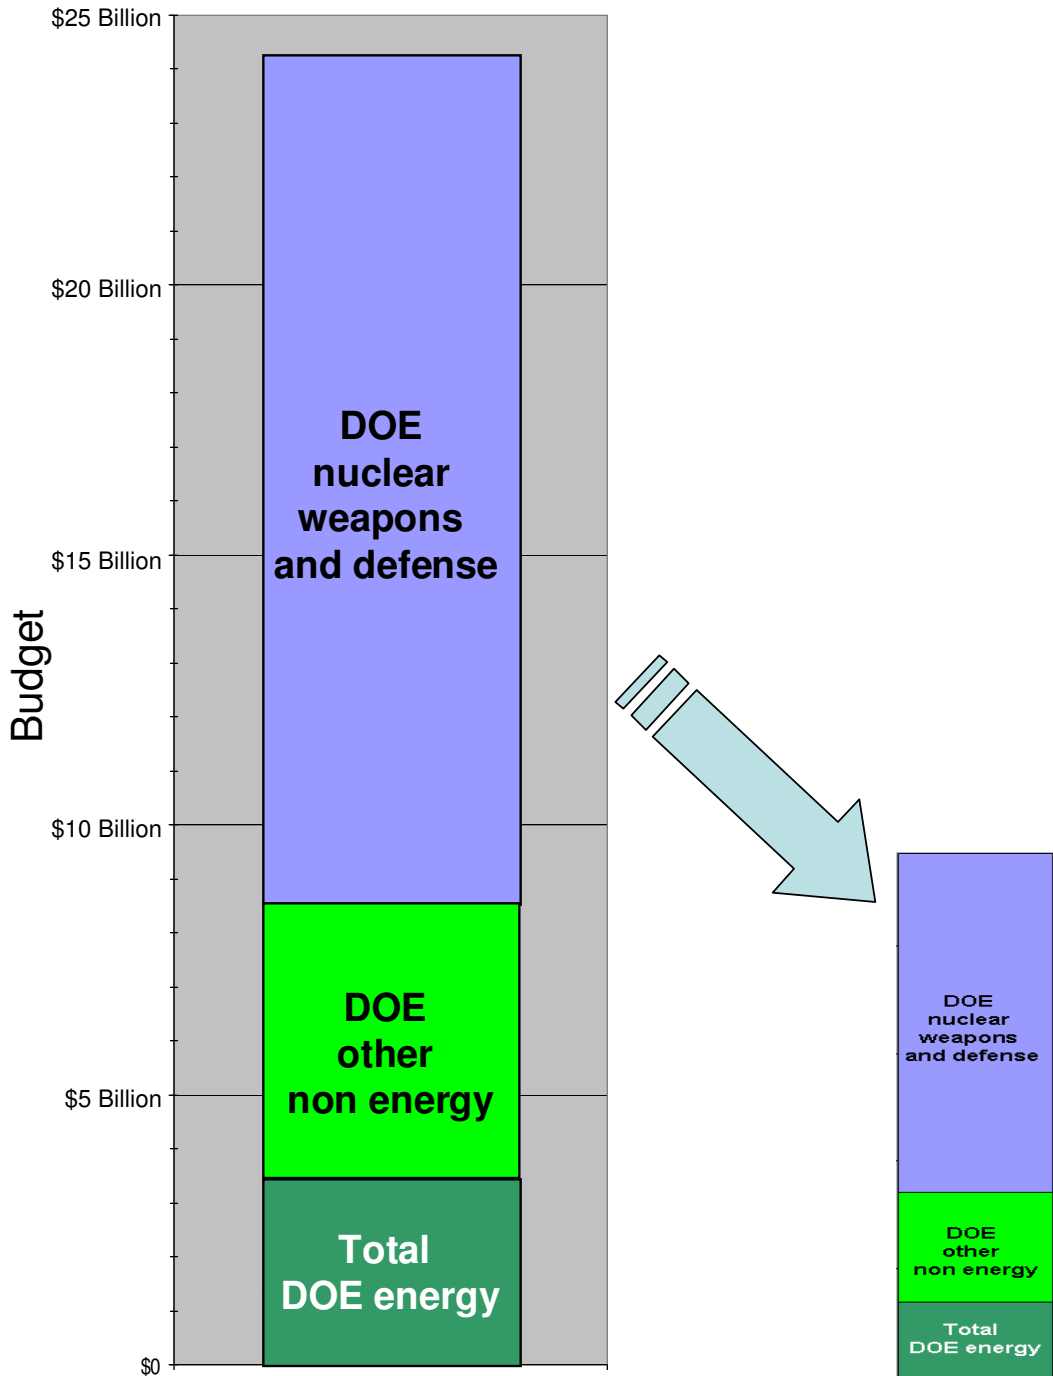 $25 Billion
$20 Billion
$15 Billion
$10 Billion
$5 Billion
$0
Budget
DOE
nuclear
weapons
and defense
DOE
other
non energy
Total
DOE energy
DOE
nuclear
weapons
and defense
DOE
other
non energy
Total
DOE energy